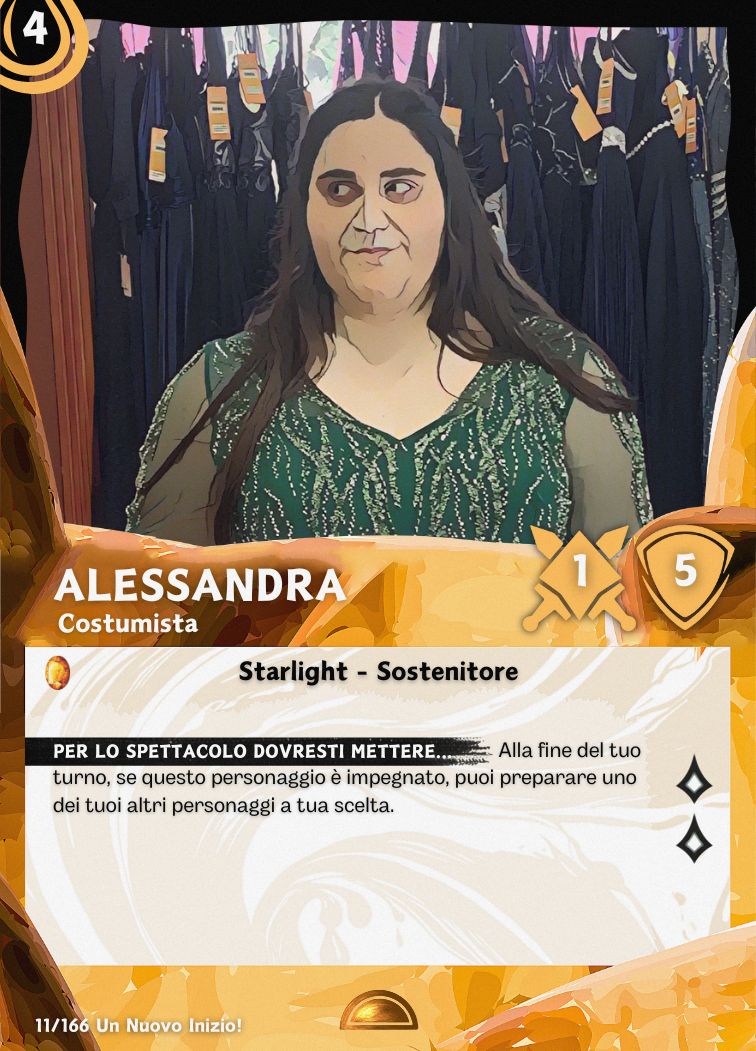 4
ALESSANDRA
Costumista
1
5
Starlight - Sostenitore
PER LO SPETTACOLO DOVRESTI METTERE... Alla fine del tuo
turno, se questo personaggio è impegnato, puoi preparare uno
dei tuoi altri personaggi a tua scelta.
11/166 Un Nuovo Inizio!